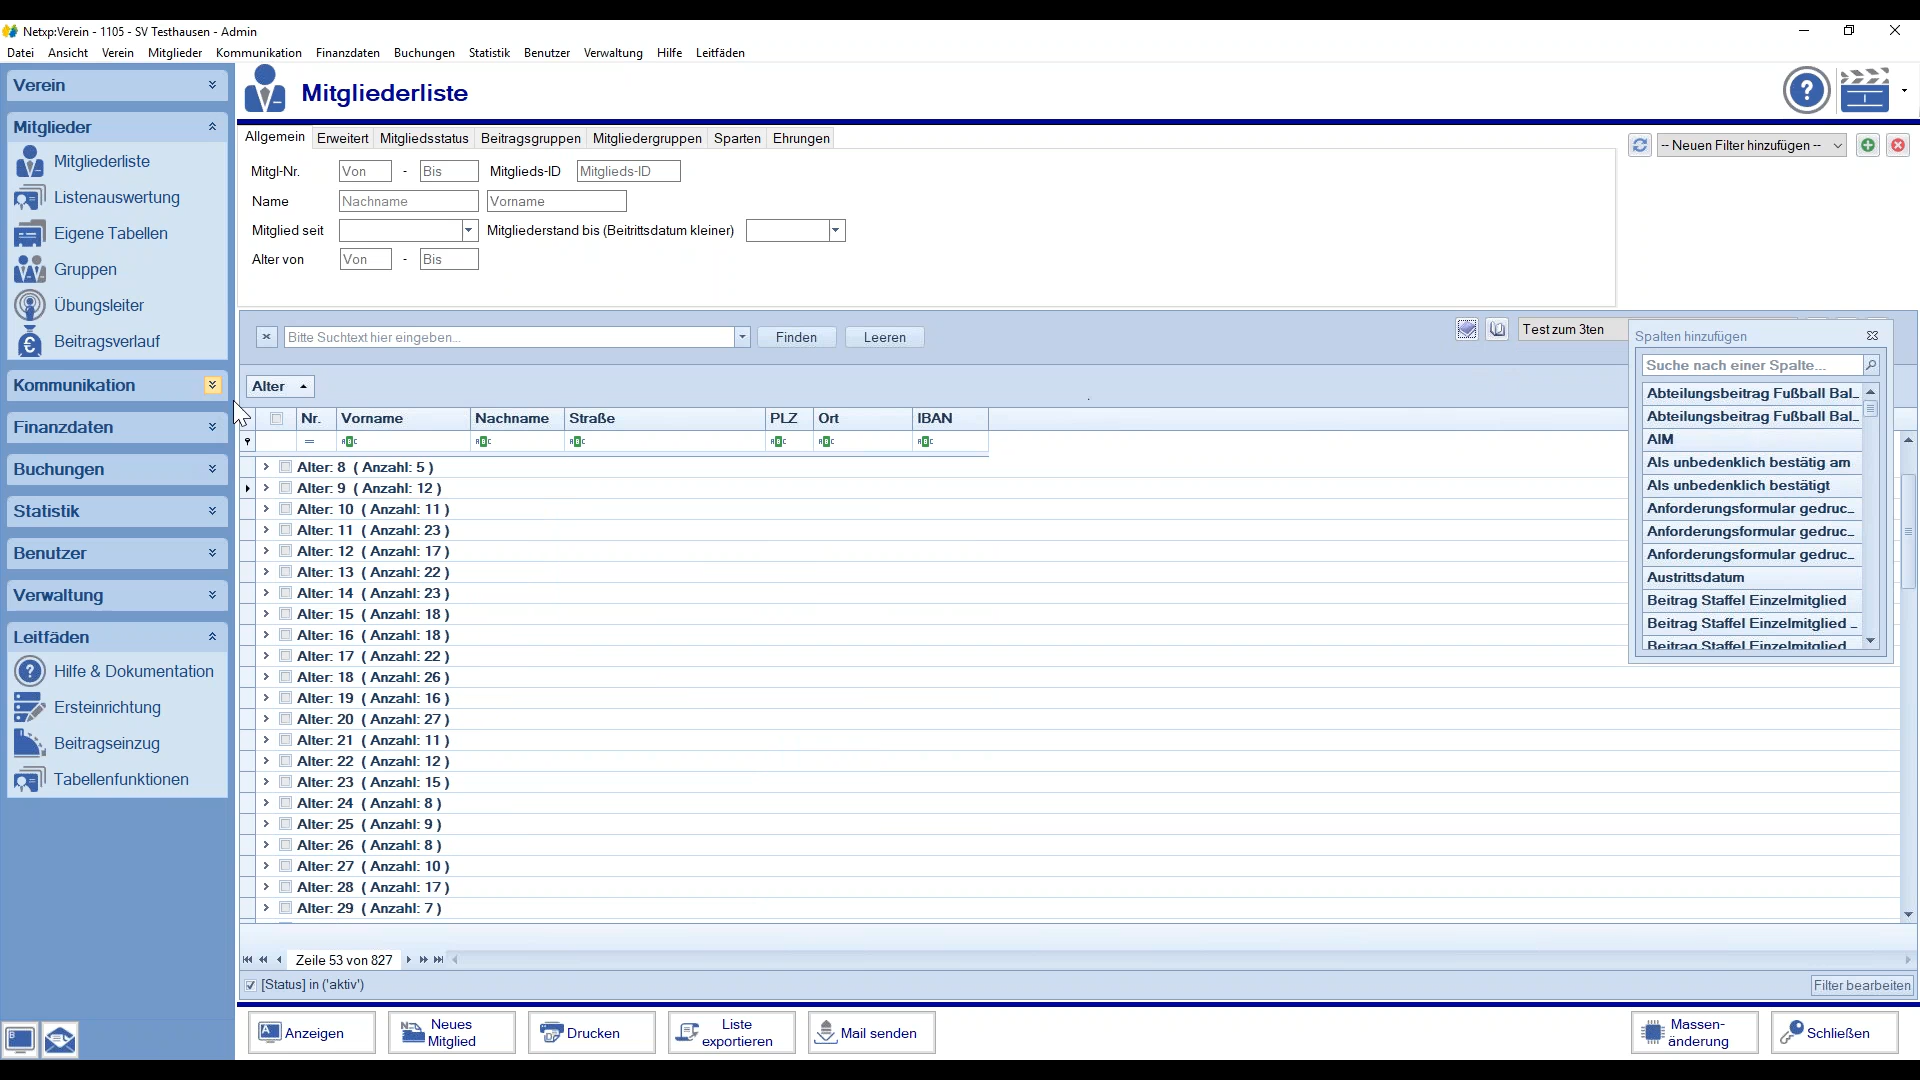 Netxp:Verein - 1105 - SV Testhausen - Admin
Datei Ansicht Verein Mitglieder Kommunikation Finanzdaten Buchungen Statistik Benutzer Verwaltung Hilfe Leitfäden
Verein
Mitglieder
Mitgliederliste
Listenauswertung
Eigene Tabellen
Gruppen
Übungsleiter
Beitragsverlauf
Kommunikation
Finanzdaten
Buchungen
Statistik
Benutzer
Verwaltung
Leitfäden
Hilfe & Dokumentation
Ersteinrichtung
Beitragseinzug
Tabellenfunktionen
Mitgliederliste
Allgemein Erweitert Mitgliedsstatus Beitragsgruppen Mitgliedergruppen Sparten Ehrungen
-- Neuen Filter hinzufügen --
Mitgl-Nr. Von - Bis Mitglieds-ID Mitglieds-ID
Name Nachname Vorname
Mitglied seit Mitgliederstand bis (Beitrittsdatum kleiner)
Alter von Von - Bis
Bitte Suchtext hier eingeben... Finden Leeren
Test zum 3ten
Alter
Nr. Vorname Nachname Straße PLZ Ort IBAN
Alter: 8 ( Anzahl: 5 )
Alter: 9 ( Anzahl: 12 )
Alter: 10 ( Anzahl: 11 )
Alter: 11 ( Anzahl: 23 )
Alter: 12 ( Anzahl: 17 )
Alter: 13 ( Anzahl: 22 )
Alter: 14 ( Anzahl: 23 )
Alter: 15 ( Anzahl: 18 )
Alter: 16 ( Anzahl: 18 )
Alter: 17 ( Anzahl: 22 )
Alter: 18 ( Anzahl: 26 )
Alter: 19 ( Anzahl: 16 )
Alter: 20 ( Anzahl: 27 )
Alter: 21 ( Anzahl: 11 )
Alter: 22 ( Anzahl: 12 )
Alter: 23 ( Anzahl: 15 )
Alter: 24 ( Anzahl: 8 )
Alter: 25 ( Anzahl: 9 )
Alter: 26 ( Anzahl: 8 )
Alter: 27 ( Anzahl: 10 )
Alter: 28 ( Anzahl: 17 )
Alter: 29 ( Anzahl: 7 )
Spalten hinzufügen
Suche nach einer Spalte...
Abteilungsbeitrag Fußball Bal...
Abteilungsbeitrag Fußball Bal...
AIM
Als unbedenklich bestätig am
Als unbedenklich bestätigt
Anforderungsformular gedruc...
Anforderungsformular gedruc...
Anforderungsformular gedruc...
Austrittsdatum
Beitrag Staffel Einzelmitglied
Beitrag Staffel Einzelmitglied ...
Beitrag Staffel Einzelmitglied
Zeile 53 von 827
[Status] in ('aktiv')
Filter bearbeiten
Anzeigen
Neues
Mitglied
Drucken
Liste
exportieren
Mail senden
Massen-
änderung
Schließen